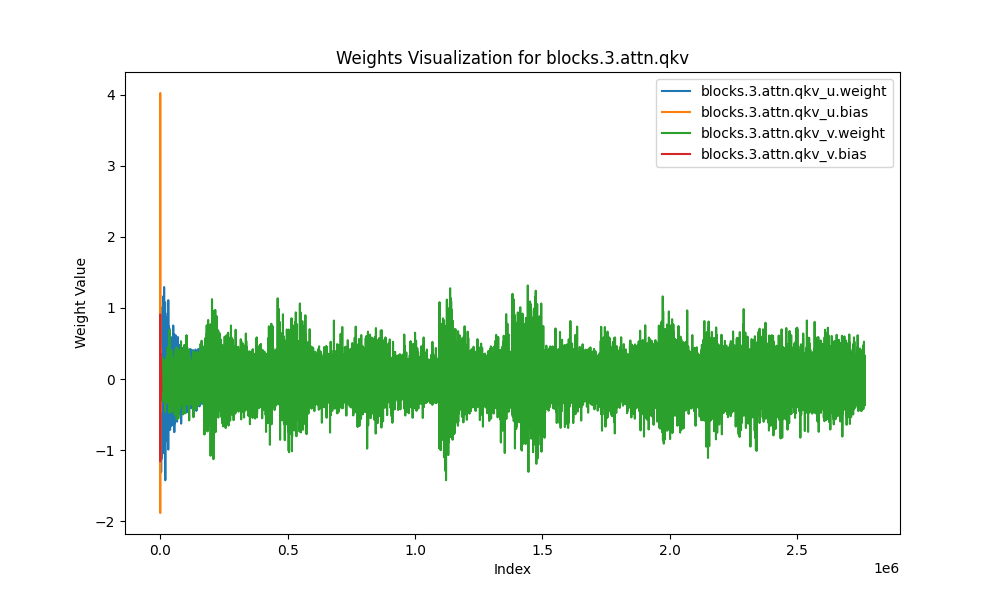 Weights Visualization for blocks.3.attn.qkv
blocks.3.attn.qkv_u.weight
blocks.3.attn.qkv_u.bias
blocks.3.attn.qkv_v.weight
blocks.3.attn.qkv_v.bias
Weight Value
4
3
2
1
0
−1
−2
0.0 0.5 1.0 1.5 2.0 2.5
1e6
Index